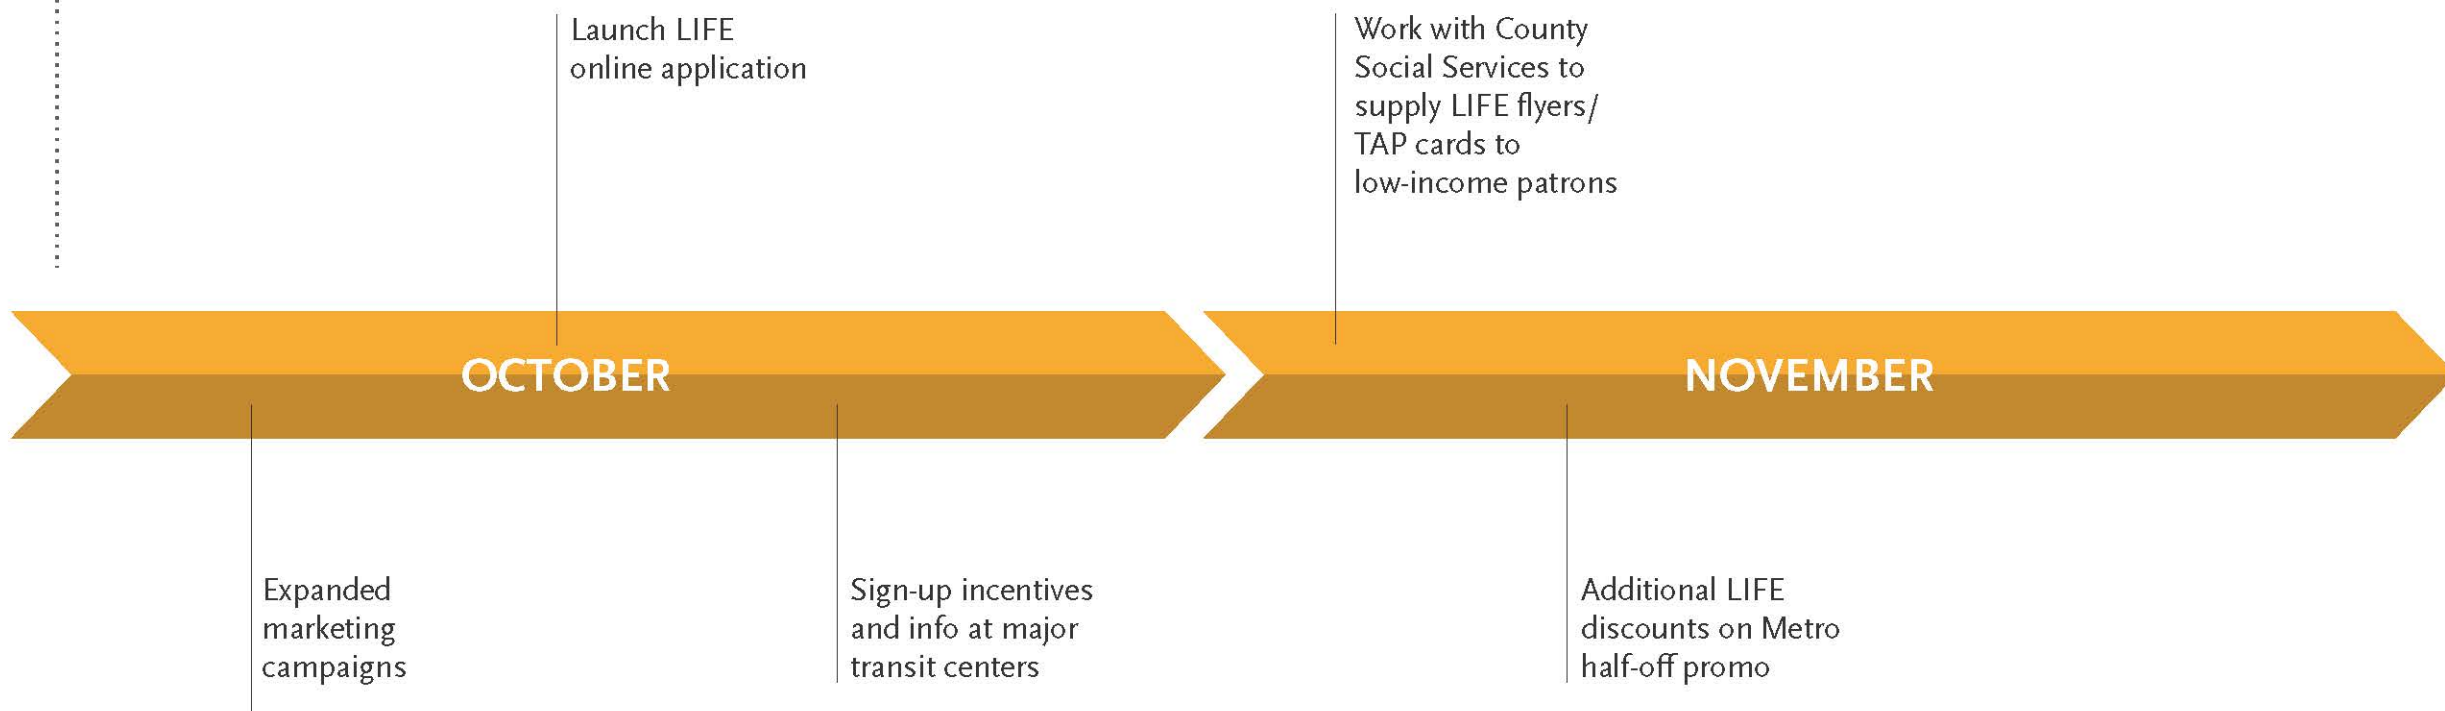 Launch LIFE
online application
Work with County
Social Services to
supply LIFE flyers/
TAP cards to
low-income patrons
OCTOBER
NOVEMBER
Expanded
marketing
campaigns
Sign-up incentives
and info at major
transit centers
Additional LIFE
discounts on Metro
half-off promo